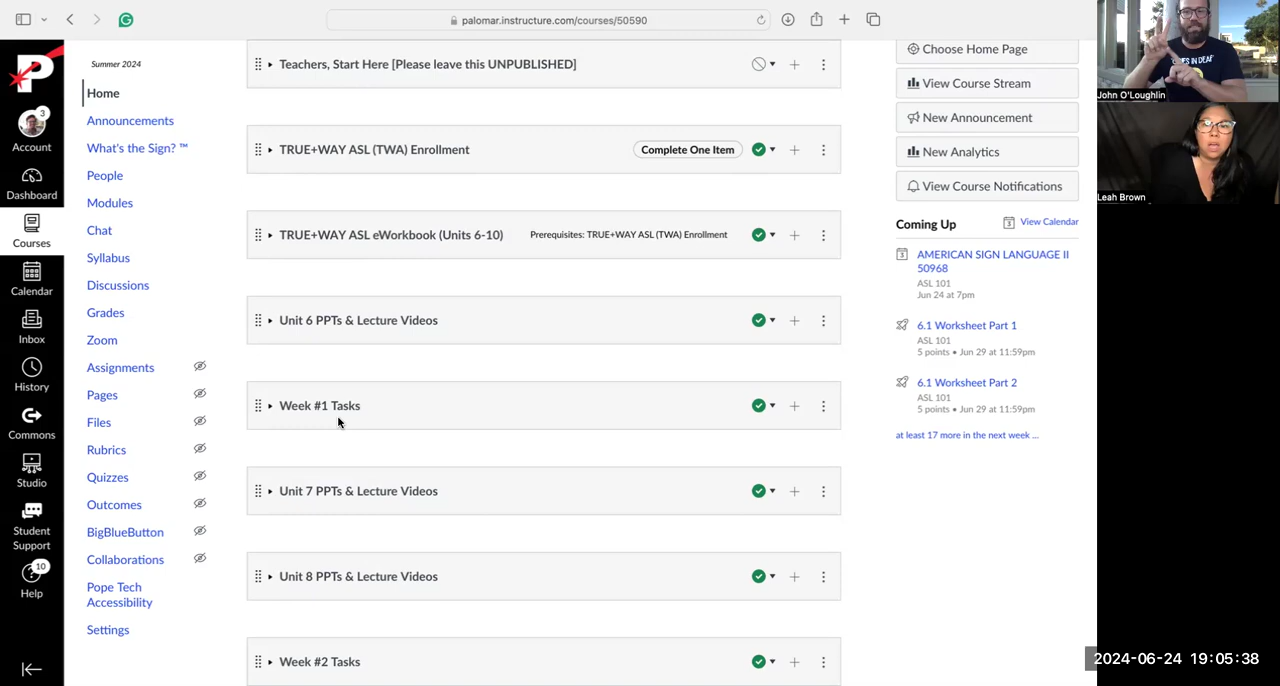 palomar.instructure.com/courses/50590
Summer 2024
Home
Announcements
What's the Sign? ™
People
Modules
Chat
Syllabus
Discussions
Grades
Zoom
Assignments
Pages
Files
Rubrics
Quizzes
Outcomes
BigBlueButton
Collaborations
Pope Tech
Accessibility
Settings
P
3
Account
Dashboard
Courses
Calendar
Inbox
History
Commons
Studio
Student
Support
10
Help
Teachers, Start Here [Please leave this UNPUBLISHED]
TRUE+WAY ASL (TWA) Enrollment
Complete One Item
TRUE+WAY ASL eWorkbook (Units 6-10)
Prerequisites: TRUE+WAY ASL (TWA) Enrollment
Unit 6 PPTs & Lecture Videos
Week #1 Tasks
Unit 7 PPTs & Lecture Videos
Unit 8 PPTs & Lecture Videos
Week #2 Tasks
Choose Home Page
View Course Stream
New Announcement
New Analytics
View Course Notifications
Coming Up
View Calendar
AMERICAN SIGN LANGUAGE II
50968
ASL 101
Jun 24 at 7pm
6.1 Worksheet Part 1
ASL 101
5 points • Jun 29 at 11:59pm
6.1 Worksheet Part 2
ASL 101
5 points • Jun 29 at 11:59pm
at least 17 more in the next week ...
John O'Loughlin
Leah Brown
2024-06-24 19:05:38